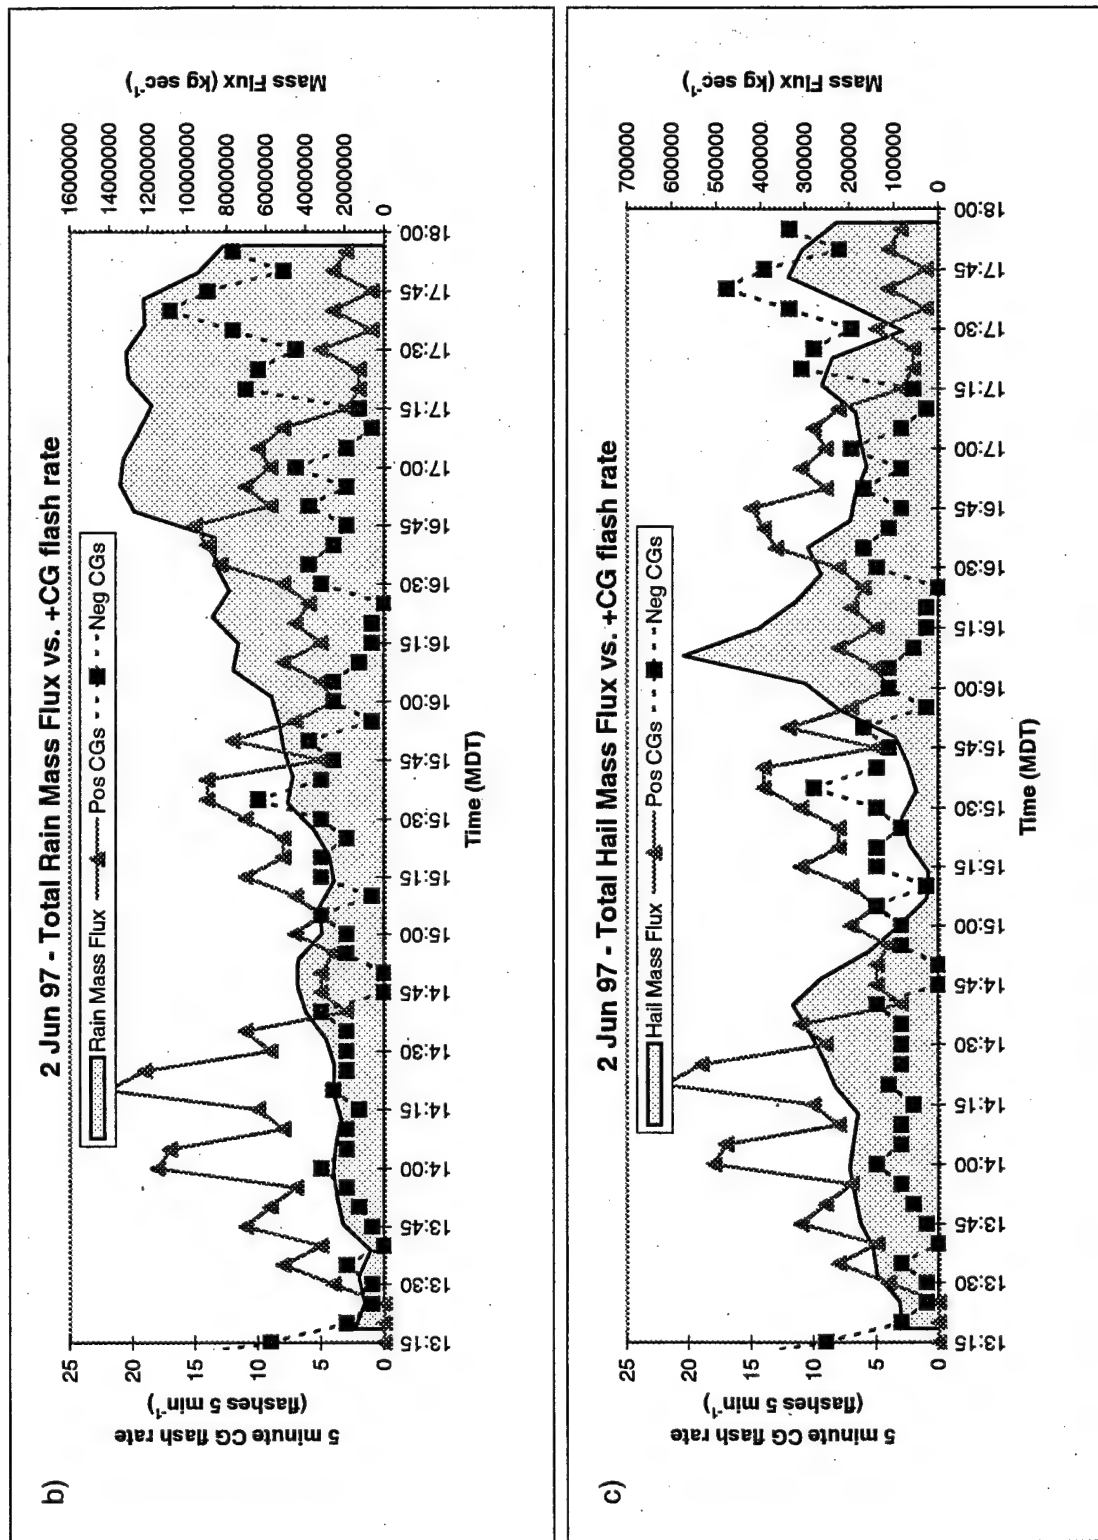 b)
2 Jun 97 - Total Rain Mass Flux vs. +CG flash rate
Rain Mass Flux Pos CGs Neg CGs
5 minute CG flash rate
(flashes 5 min⁻¹)
25
20
15
10
5
0
Mass Flux (kg sec⁻¹)
16000000
14000000
12000000
10000000
8000000
6000000
4000000
2000000
0
13:15 13:30 13:45 14:00 14:15 14:30 14:45 15:00 15:15 15:30 15:45 16:00 16:15 16:30 16:45 17:00 17:15 17:30 17:45 18:00
Time (MDT)
c)
2 Jun 97 - Total Hail Mass Flux vs. +CG flash rate
Hail Mass Flux Pos CGs Neg CGs
5 minute CG flash rate
(flashes 5 min⁻¹)
25
20
15
10
5
0
Mass Flux (kg sec⁻¹)
700000
600000
500000
400000
300000
200000
100000
0
13:15 13:30 13:45 14:00 14:15 14:30 14:45 15:00 15:15 15:30 15:45 16:00 16:15 16:30 16:45 17:00 17:15 17:30 17:45 18:00
Time (MDT)